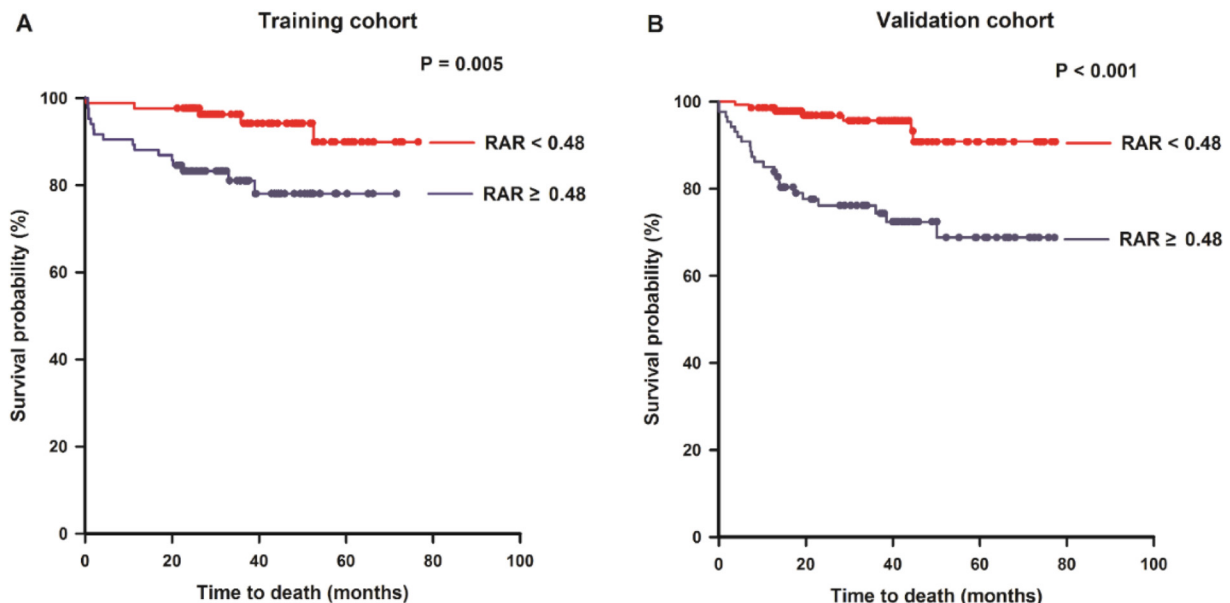 A
Training cohort
P = 0.005
100
80
60
40
20
0
Survival probability (%)
RAR < 0.48
RAR ≥ 0.48
0 20 40 60 80 100
Time to death (months)
B
Validation cohort
P < 0.001
100
80
60
40
20
0
Survival probability (%)
RAR < 0.48
RAR ≥ 0.48
0 20 40 60 80 100
Time to death (months)